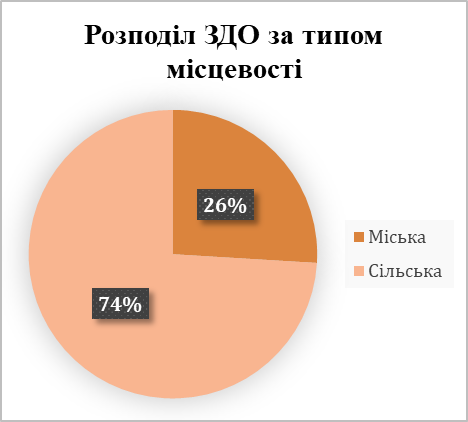 Розподіл ЗДО за типом
місцевості
26%
74%
Міська
Сільська